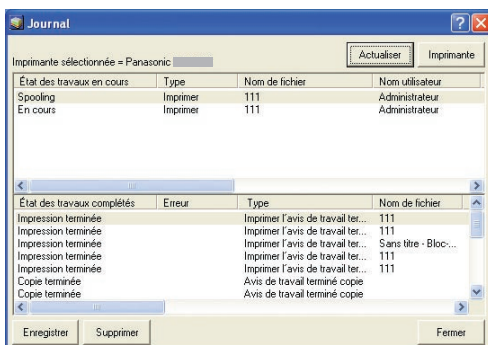 Journal
Actualiser Imprimante
Imprimante sélectionnée = Panasonic
État des travaux en cours Type Nom de fichier Nom utilisateur
Spooling Imprimer 111 Administrateur
En cours Imprimer 111 Administrateur
État des travaux complétés Erreur Type Nom de fichier
Impression terminée Imprimer l'avis de travail ter... 111
Impression terminée Imprimer l'avis de travail ter... 111
Impression terminée Imprimer l'avis de travail ter... Sans titre - Bloc-...
Impression terminée Imprimer l'avis de travail ter... 111
Impression terminée Imprimer l'avis de travail ter... 111
Copie terminée Avis de travail terminé copie
Copie terminée Avis de travail terminé copie
Enregistrer Supprimer Fermer